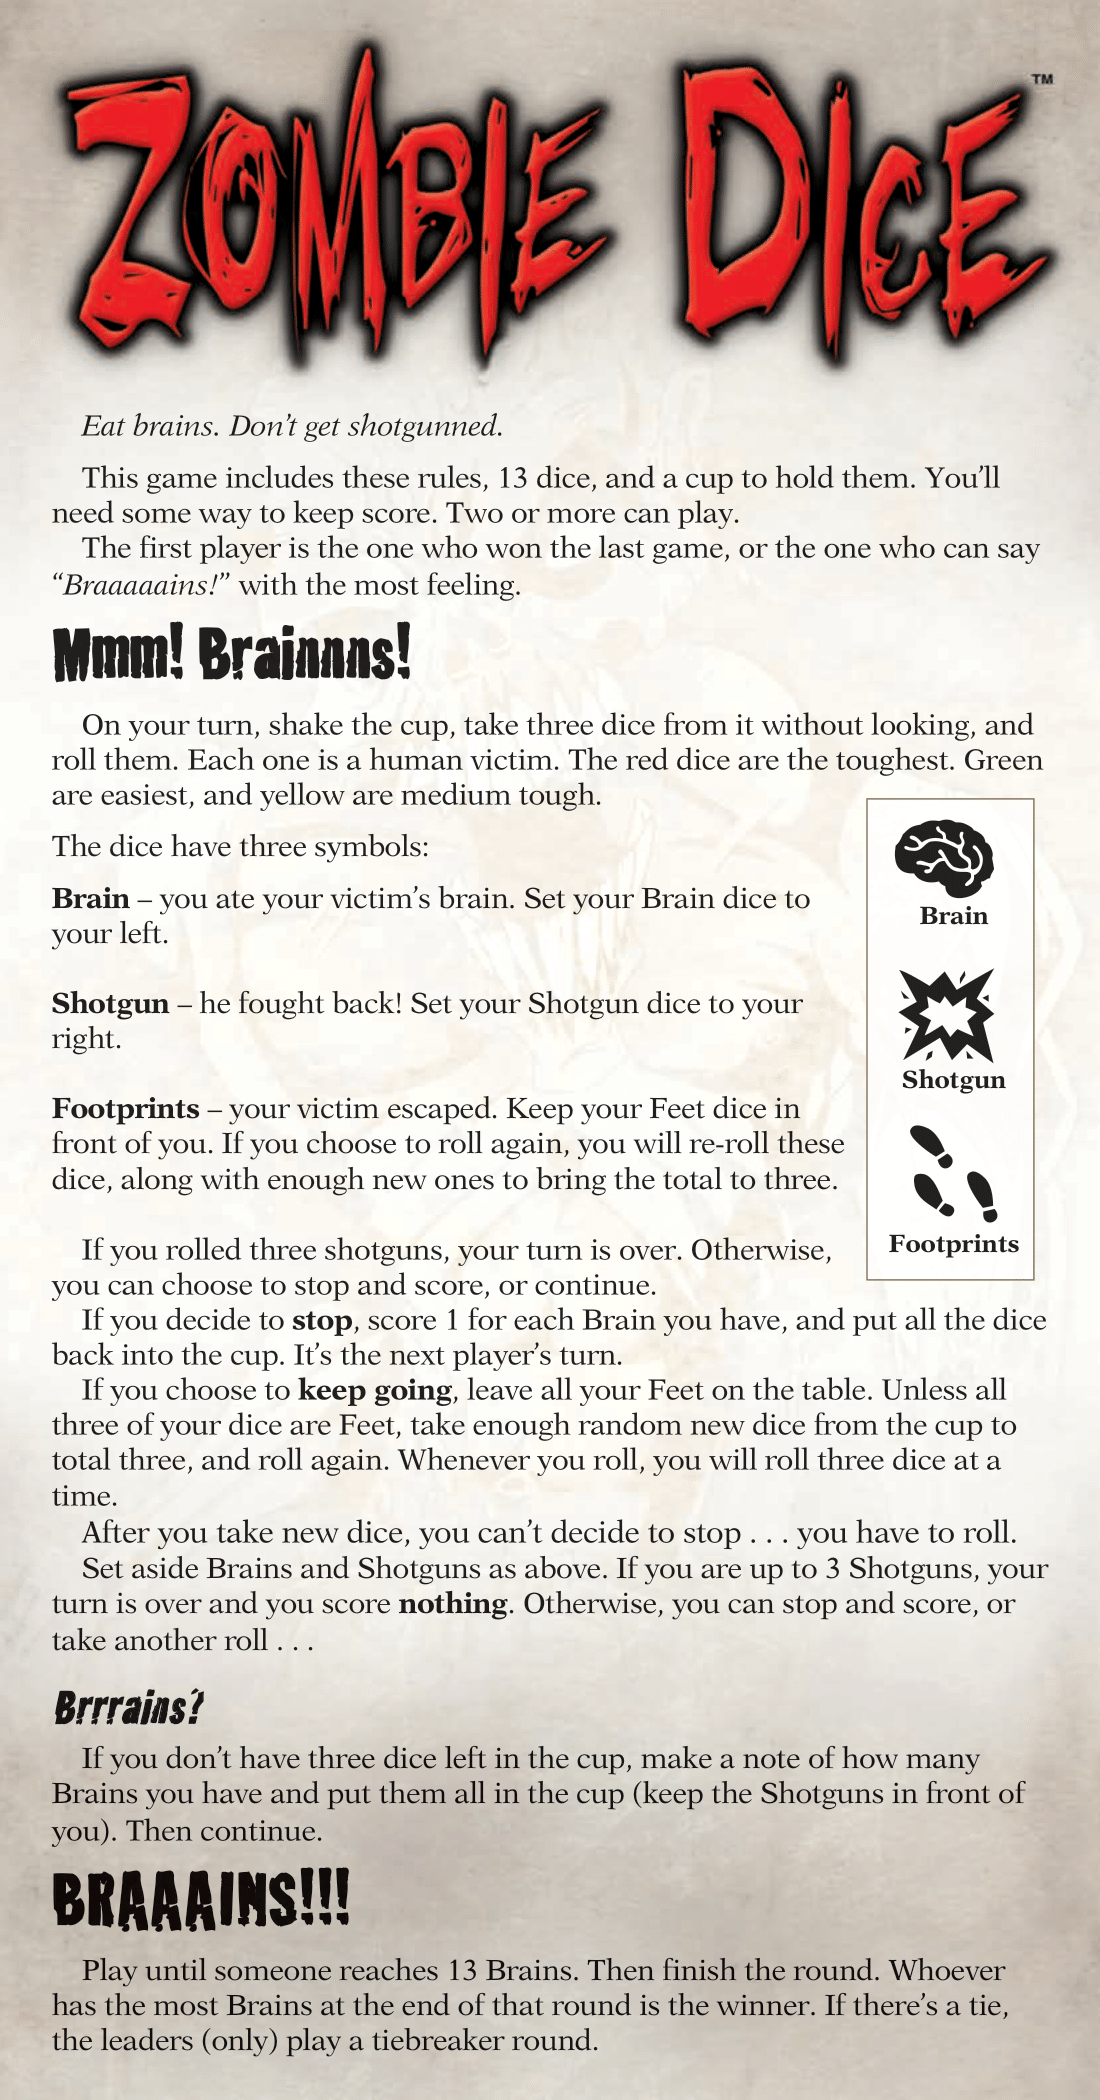 ZOMBIE DICE™
Eat brains. Don't get shotgunned.
This game includes these rules, 13 dice, and a cup to hold them. You'll
need some way to keep score. Two or more can play.
The first player is the one who won the last game, or the one who can say
“Braaaaains!” with the most feeling.
Mmm! Brainnns!
On your turn, shake the cup, take three dice from it without looking, and
roll them. Each one is a human victim. The red dice are the toughest. Green
are easiest, and yellow are medium tough.
The dice have three symbols:
Brain – you ate your victim's brain. Set your Brain dice to
your left.
Shotgun – he fought back! Set your Shotgun dice to your
right.
Footprints – your victim escaped. Keep your Feet dice in
front of you. If you choose to roll again, you will re-roll these
dice, along with enough new ones to bring the total to three.
Brain
Shotgun
Footprints
If you rolled three shotguns, your turn is over. Otherwise,
you can choose to stop and score, or continue.
If you decide to stop, score 1 for each Brain you have, and put all the dice
back into the cup. It's the next player's turn.
If you choose to keep going, leave all your Feet on the table. Unless all
three of your dice are Feet, take enough random new dice from the cup to
total three, and roll again. Whenever you roll, you will roll three dice at a
time.
After you take new dice, you can't decide to stop . . . you have to roll.
Set aside Brains and Shotguns as above. If you are up to 3 Shotguns, your
turn is over and you score nothing. Otherwise, you can stop and score, or
take another roll . . .
Brrrains?
If you don't have three dice left in the cup, make a note of how many
Brains you have and put them all in the cup (keep the Shotguns in front of
you). Then continue.
BRAAAINS!!!
Play until someone reaches 13 Brains. Then finish the round. Whoever
has the most Brains at the end of that round is the winner. If there's a tie,
the leaders (only) play a tiebreaker round.